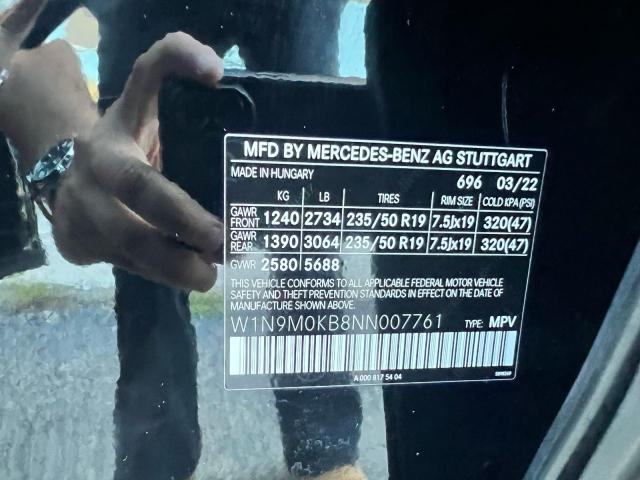 MFD BY MERCEDES-BENZ AG STUTTGART
MADE IN HUNGARY 696 03/22
KG LB TIRES RIM SIZE COLD KPA(PSI)
GAWR FRONT 1240 2734 235/50 R19 7.5Jx19 320(47)
GAWR REAR 1390 3064 235/50 R19 7.5Jx19 320(47)
GVWR 2580 5688
THIS VEHICLE CONFORMS TO ALL APPLICABLE FEDERAL MOTOR VEHICLE
SAFETY AND THEFT PREVENTION STANDARDS IN EFFECT ON THE DATE OF
MANUFACTURE SHOWN ABOVE.
W1N9M0KB8NN007761 TYPE: MPV
A 000 817 54 04